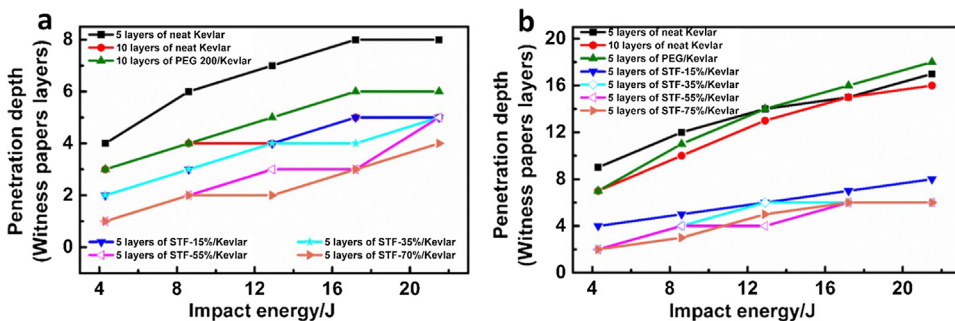 a
Penetration depth
(Witness papers layers)
8
6
4
2
0
5 layers of neat Kevlar
10 layers of neat Kevlar
10 layers of PEG 200/Kevlar
5 layers of STF-15%/Kevlar
5 layers of STF-35%/Kevlar
5 layers of STF-55%/Kevlar
5 layers of STF-70%/Kevlar
4 8 12 16 20
Impact energy/J
b
Penetration depth
(Witness papers layers)
20
16
12
8
4
0
5 layers of neat Kevlar
10 layers of neat Kevlar
5 layers of PEG/Kevlar
5 layers of STF-15%/Kevlar
5 layers of STF-35%/Kevlar
5 layers of STF-55%/Kevlar
5 layers of STF-75%/Kevlar
4 8 12 16 20
Impact energy/J